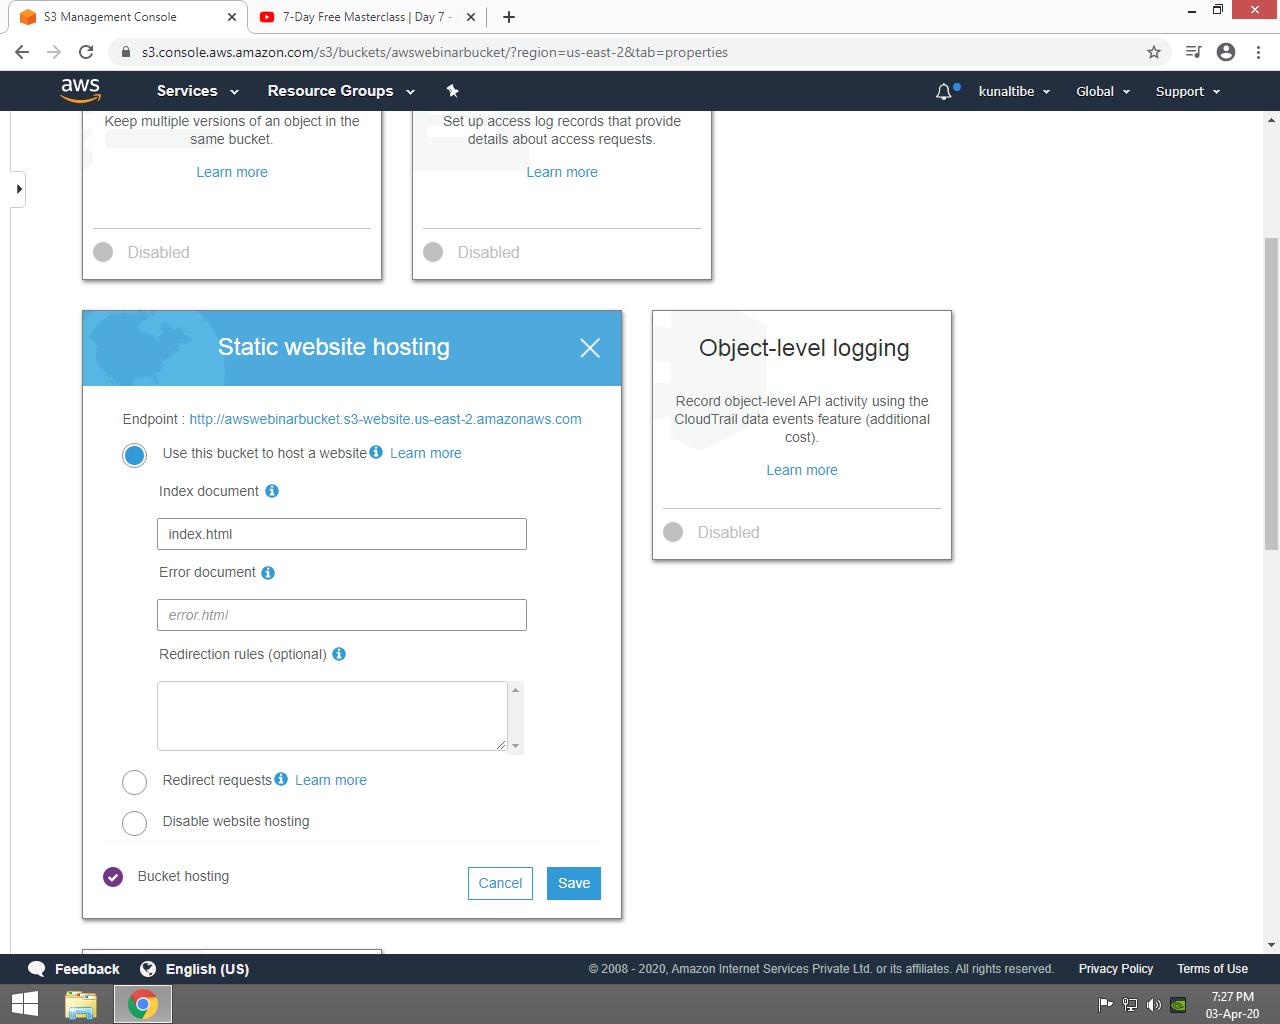 S3 Management Console
7-Day Free Masterclass | Day 7 -
s3.console.aws.amazon.com/s3/buckets/awswebinarbucket/?region=us-east-2&tab=properties
aws
Services
Resource Groups
kunaltibe
Global
Support
Keep multiple versions of an object in the
same bucket.
Learn more
Disabled
Set up access log records that provide
details about access requests.
Learn more
Disabled
Static website hosting
Endpoint : http://awswebinarbucket.s3-website.us-east-2.amazonaws.com
Use this bucket to host a website Learn more
Index document
index.html
Error document
error.html
Redirection rules (optional)
Redirect requests Learn more
Disable website hosting
Bucket hosting
Cancel
Save
Object-level logging
Record object-level API activity using the
CloudTrail data events feature (additional
cost).
Learn more
Disabled
Feedback
English (US)
© 2008 - 2020, Amazon Internet Services Private Ltd. or its affiliates. All rights reserved.
Privacy Policy
Terms of Use
7:27 PM
03-Apr-20